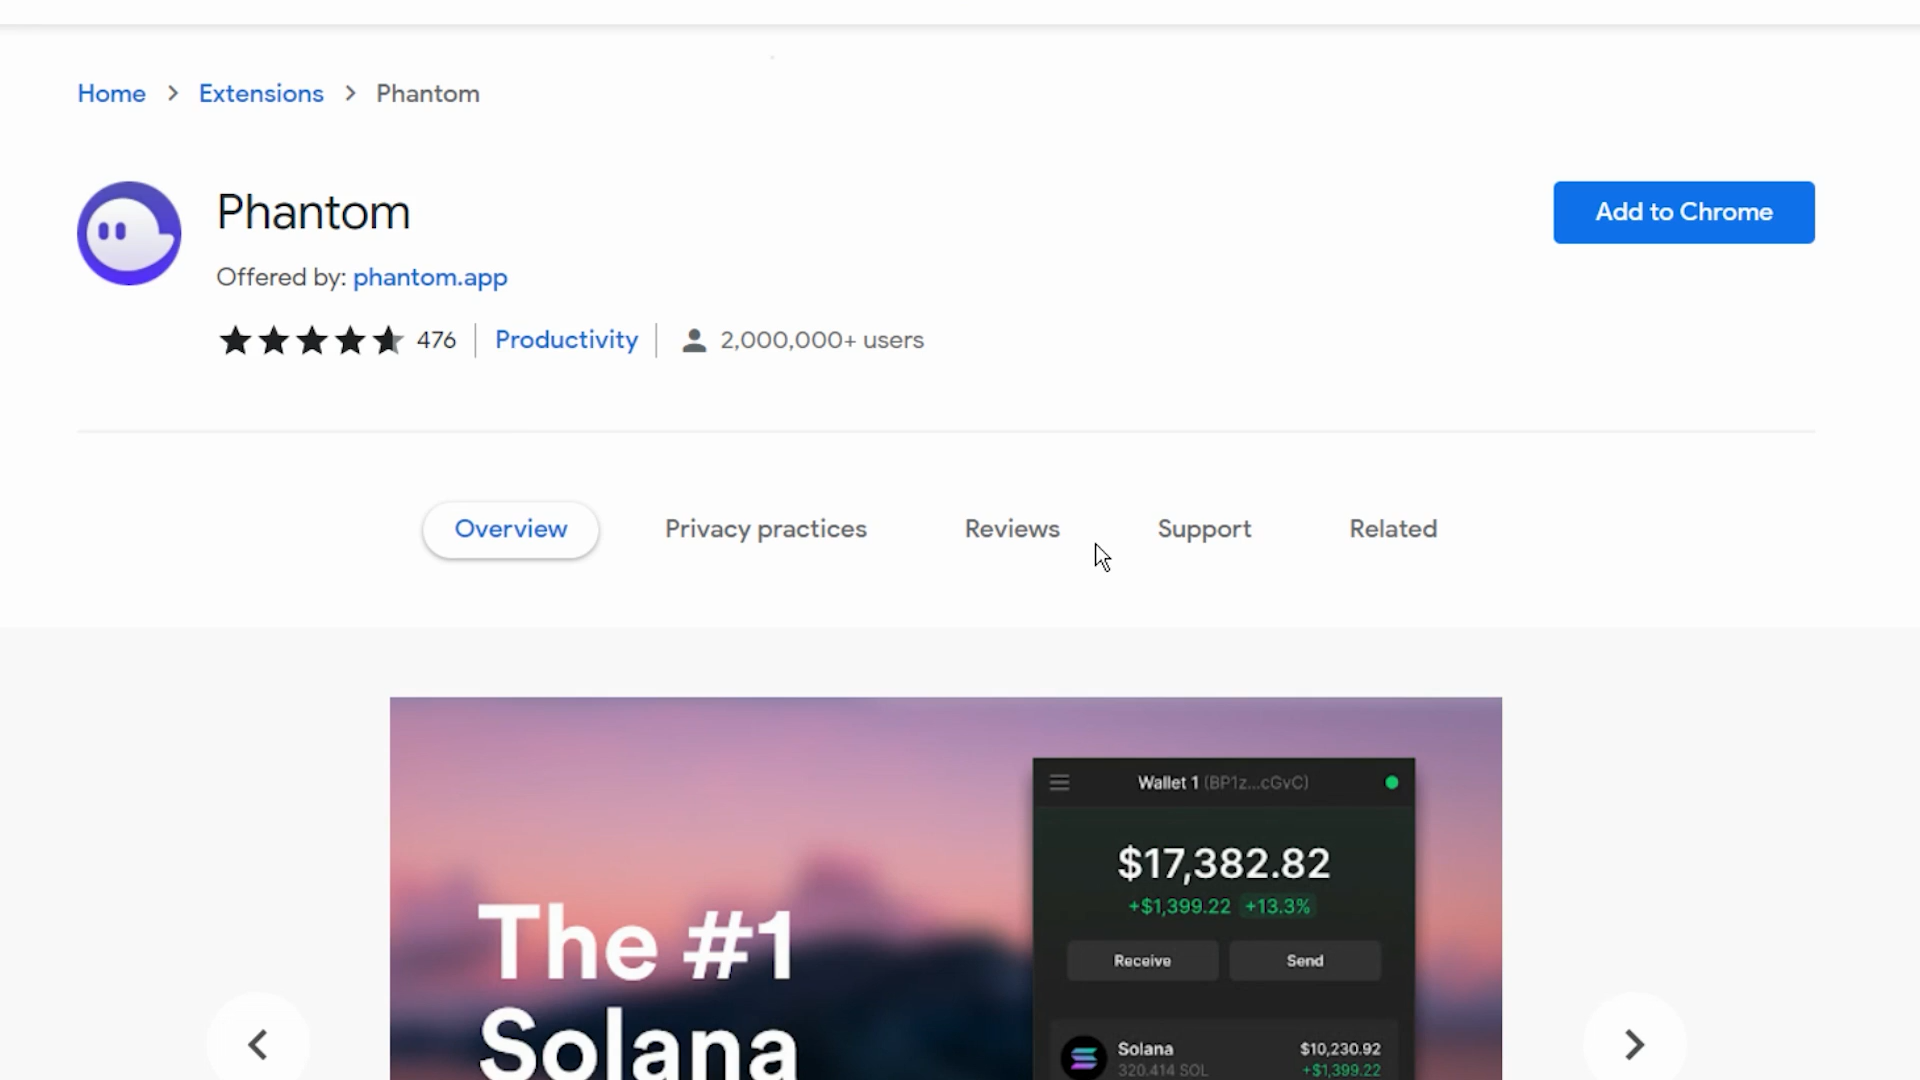 Home > Extensions > Phantom
Phantom
Add to Chrome
Offered by: phantom.app
476 | Productivity | 2,000,000+ users
Overview Privacy practices Reviews Support Related
The #1
Solana
Wallet 1 (BP1z...cGvC)
$17,382.82
+$1,399.22 +13.3%
Receive Send
Solana $10,230.92
320.414 SOL +$1,399.22